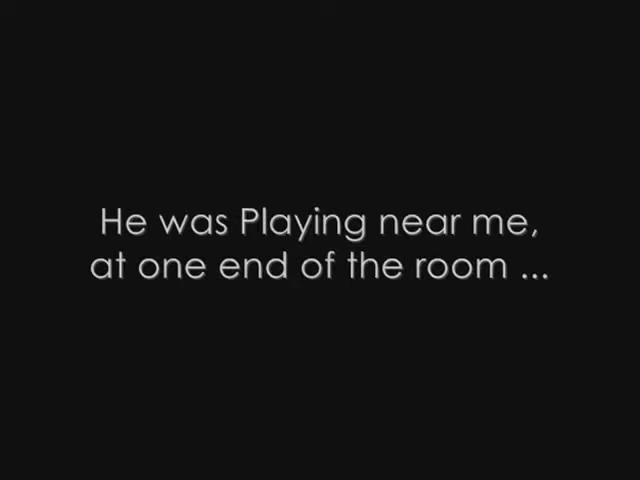 He was Playing near me,
at one end of the room ...